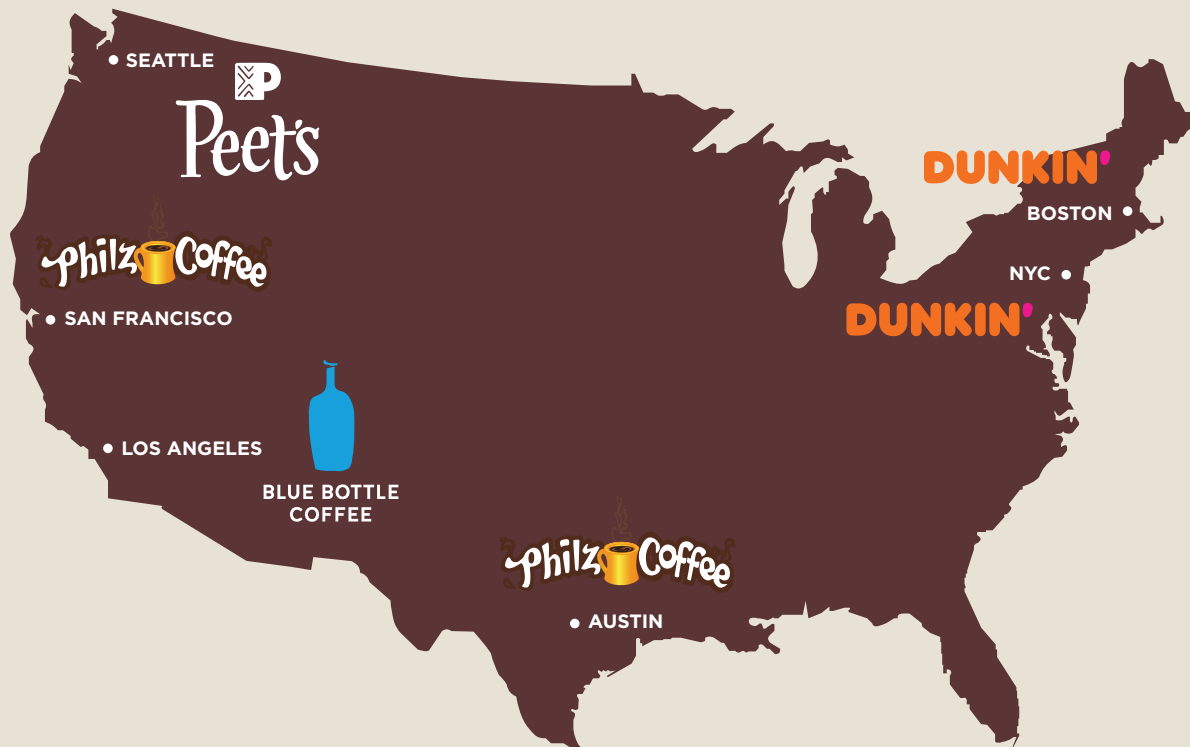 SEATTLE
P
Peet's
DUNKIN'
BOSTON
Philz Coffee
NYC
SAN FRANCISCO
DUNKIN'
LOS ANGELES
BLUE BOTTLE
COFFEE
Philz Coffee
AUSTIN